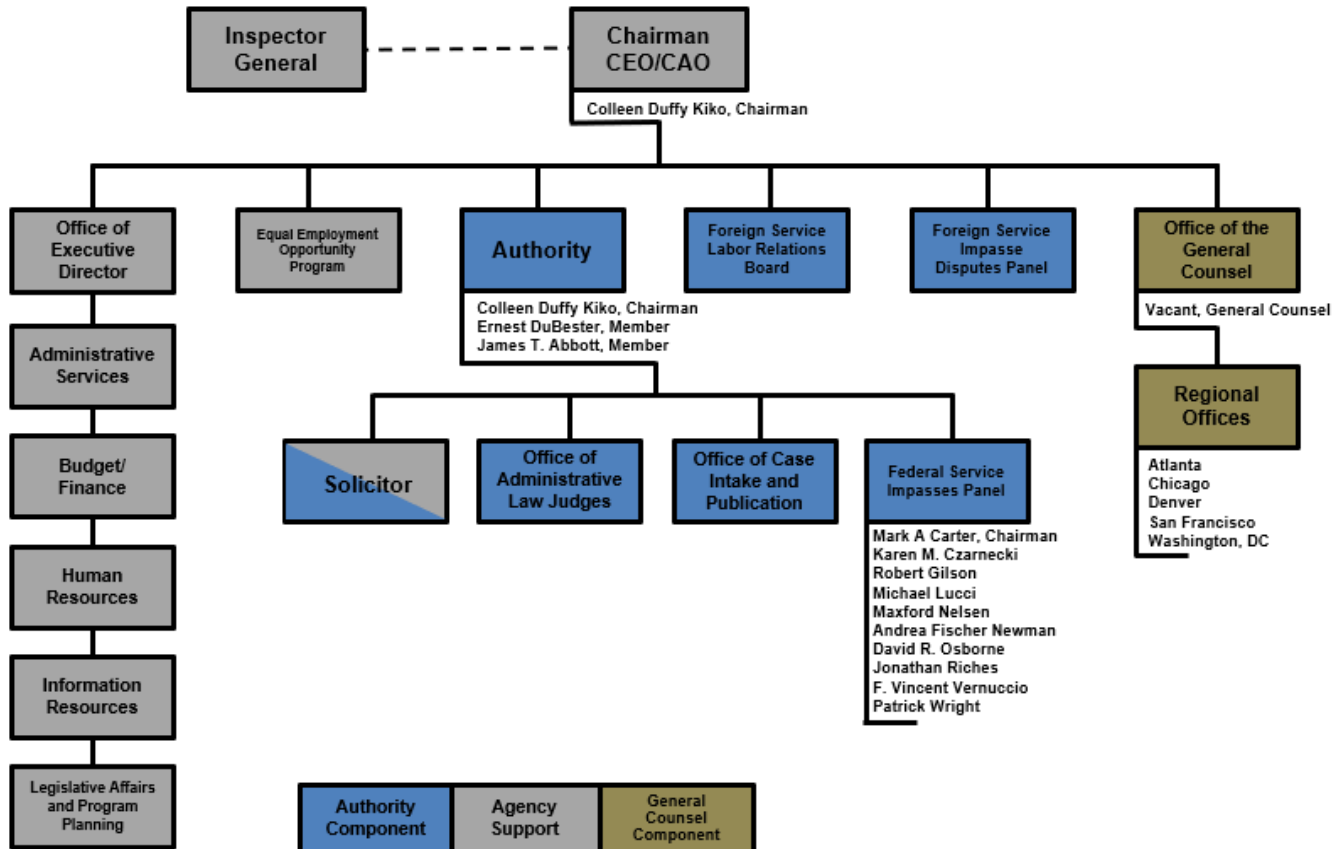 Inspector
General
Chairman
CEO/CAO
Colleen Duffy Kiko, Chairman
Office of
Executive
Director
Equal Employment
Opportunity
Program
Authority
Foreign Service
Labor Relations
Board
Foreign Service
Impasse
Disputes Panel
Office of the
General
Counsel
Colleen Duffy Kiko, Chairman
Ernest DuBester, Member
James T. Abbott, Member
Vacant, General Counsel
Administrative
Services
Budget/
Finance
Human
Resources
Information
Resources
Legislative Affairs
and Program
Planning
Solicitor
Office of
Administrative
Law Judges
Office of Case
Intake and
Publication
Federal Service
Impasses Panel
Mark A Carter, Chairman
Karen M. Czarnecki
Robert Gilson
Michael Lucci
Maxford Nelsen
Andrea Fischer Newman
David R. Osborne
Jonathan Riches
F. Vincent Vernuccio
Patrick Wright
Regional
Offices
Atlanta
Chicago
Denver
San Francisco
Washington, DC
Authority
Component
Agency
Support
General
Counsel
Component